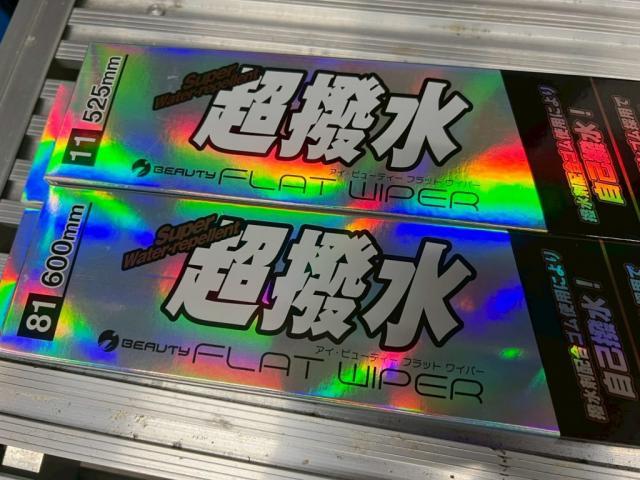 11 525mm
Super
Water-repellent
超撥水
BEAUTY FLAT WIPER
アイ・ビューティー フラット ワイパー
自己撥水！
81 600mm
Super
Water-repellent
超撥水
BEAUTY FLAT WIPER
アイ・ビューティー フラット ワイパー
撥水剤配合ゴム使用により
自己撥水！